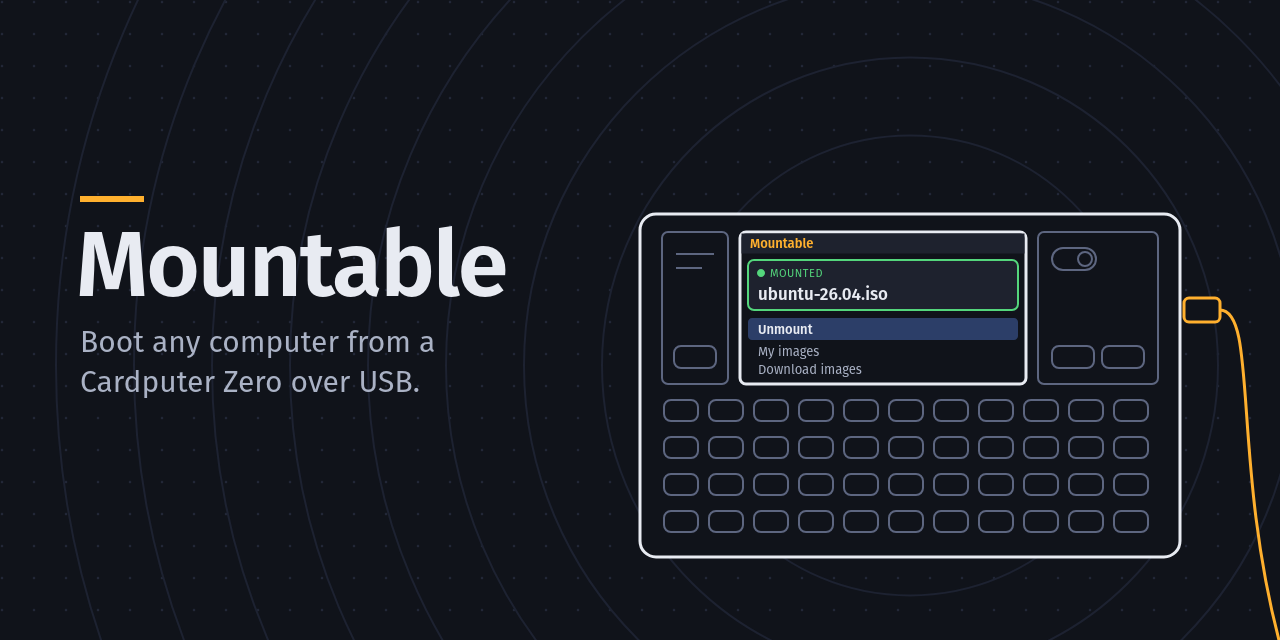 Mountable
Boot any computer from a
Cardputer Zero over USB.
Mountable
MOUNTED
ubuntu-26.04.iso
Unmount
My images
Download images